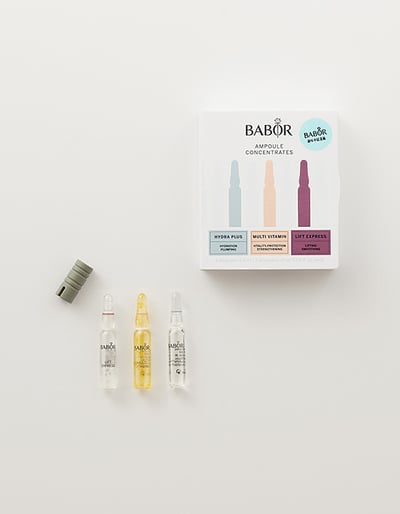 BABOR
AMPOULE
CONCENTRATES
BABOR
HYDRA PLUS
HYDRATION
PLUMPING
MULTI VITAMIN
VITALITY, PROTECTION
STRENGTHENING
LIFT EXPRESS
LIFTING
SMOOTHING
BABOR
LIFT
EXPRESS
BABOR
BABOR